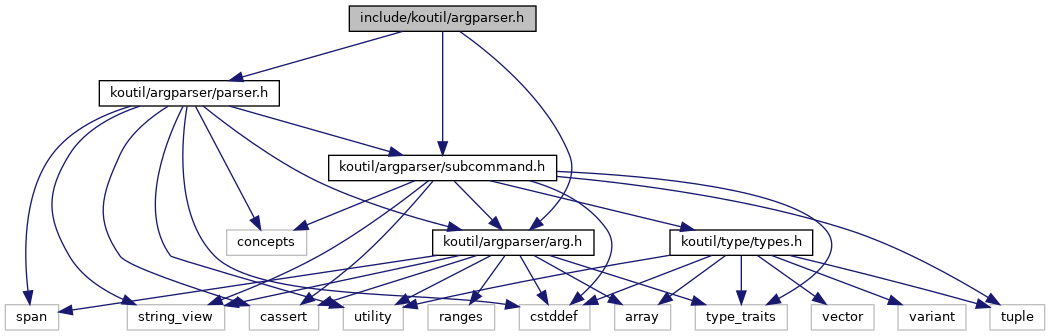 include/koutil/argparser.h
koutil/argparser/parser.h
koutil/argparser/subcommand.h
concepts
koutil/argparser/arg.h
koutil/type/types.h
span
string_view
cassert
utility
ranges
cstddef
array
type_traits
vector
variant
tuple